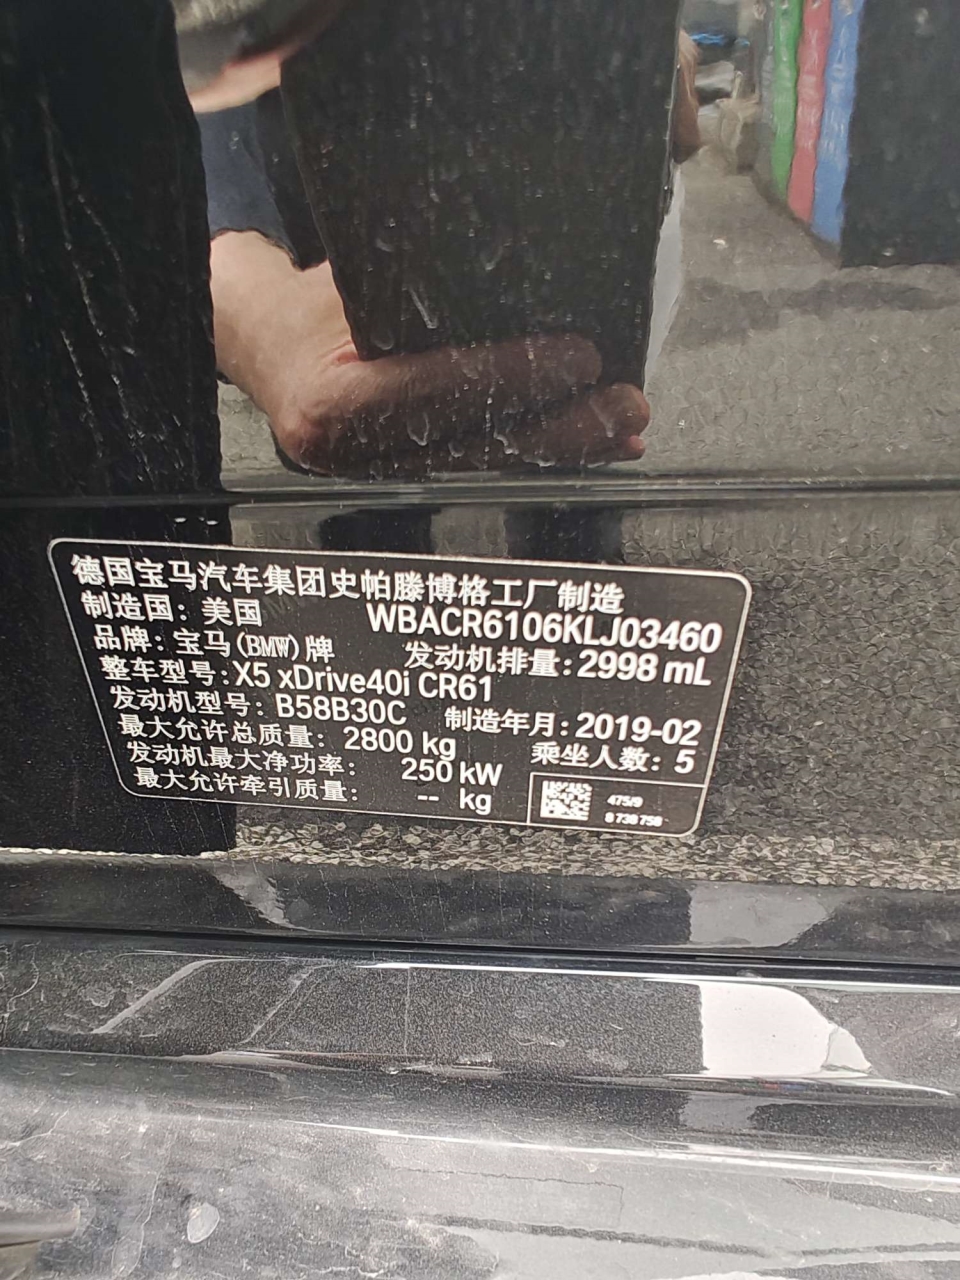 德国宝马汽车集团史帕滕博格工厂制造
制造国：美国 WBACR6106KLJ03460
品牌：宝马(BMW)牌 发动机排量：2998 mL
整车型号：X5 xDrive40i CR61
发动机型号：B58B30C 制造年月：2019-02
最大允许总质量：2800 kg 乘坐人数：5
发动机最大净功率：250 kW
最大允许牵引质量：-- kg
475/9
8 738 758